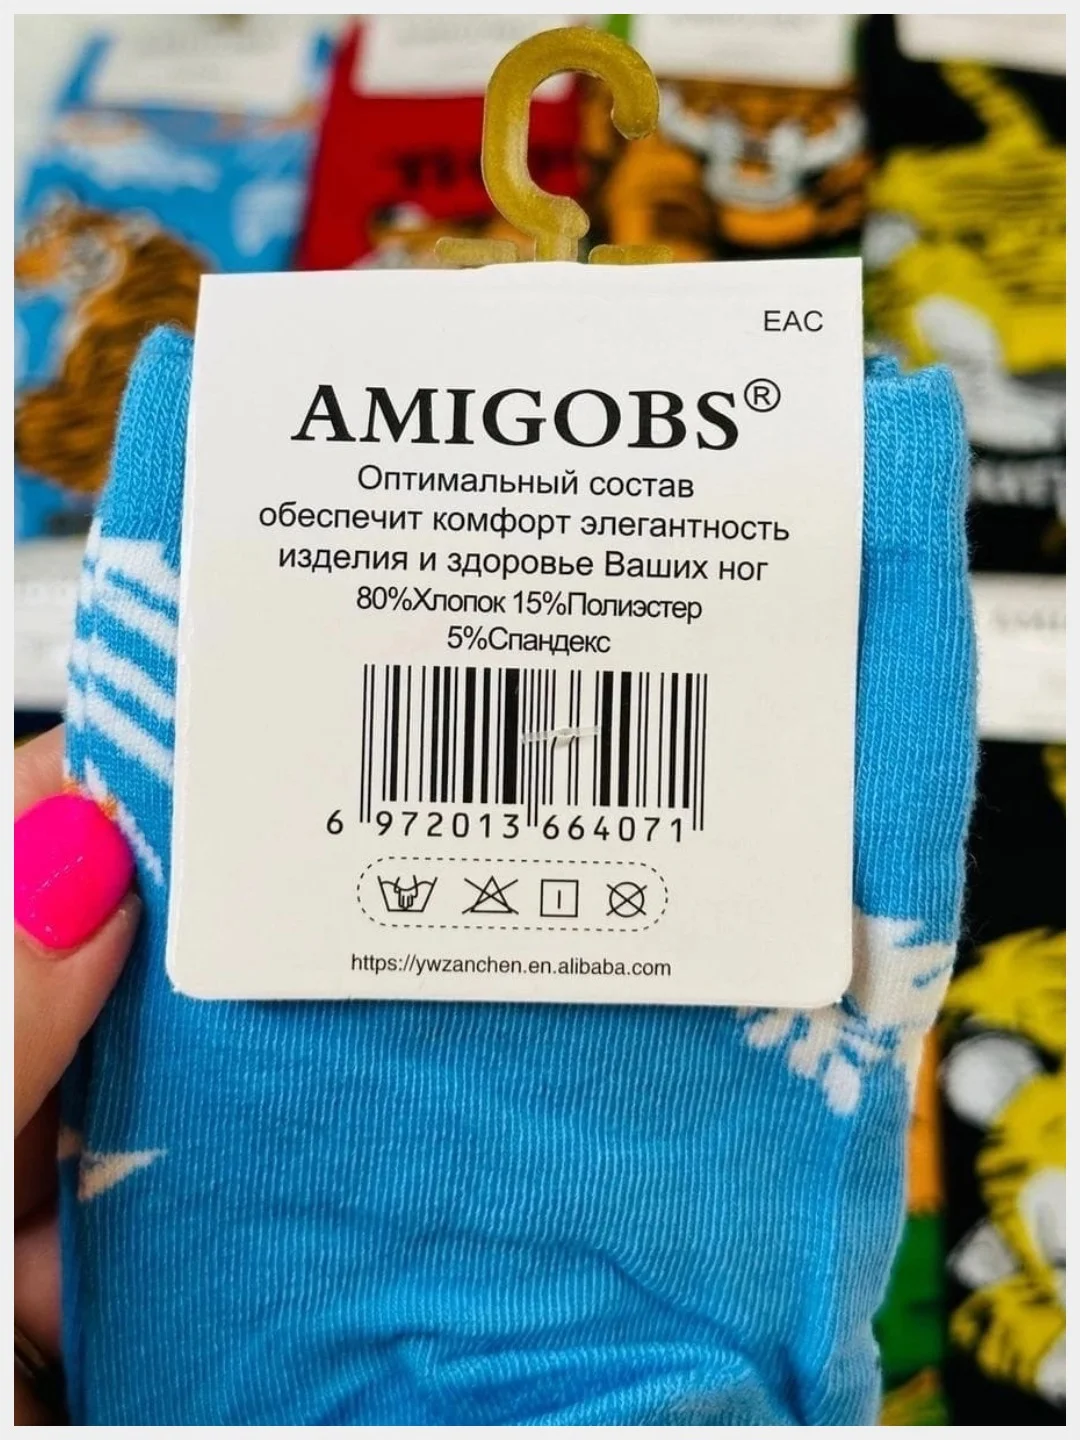 EAC
AMIGOBS®
Оптимальный состав
обеспечит комфорт элегантность
изделия и здоровье Ваших ног
80%Хлопок 15%Полиэстер
5%Спандекс
6 972013 664071
https://ywzanchen.en.alibaba.com